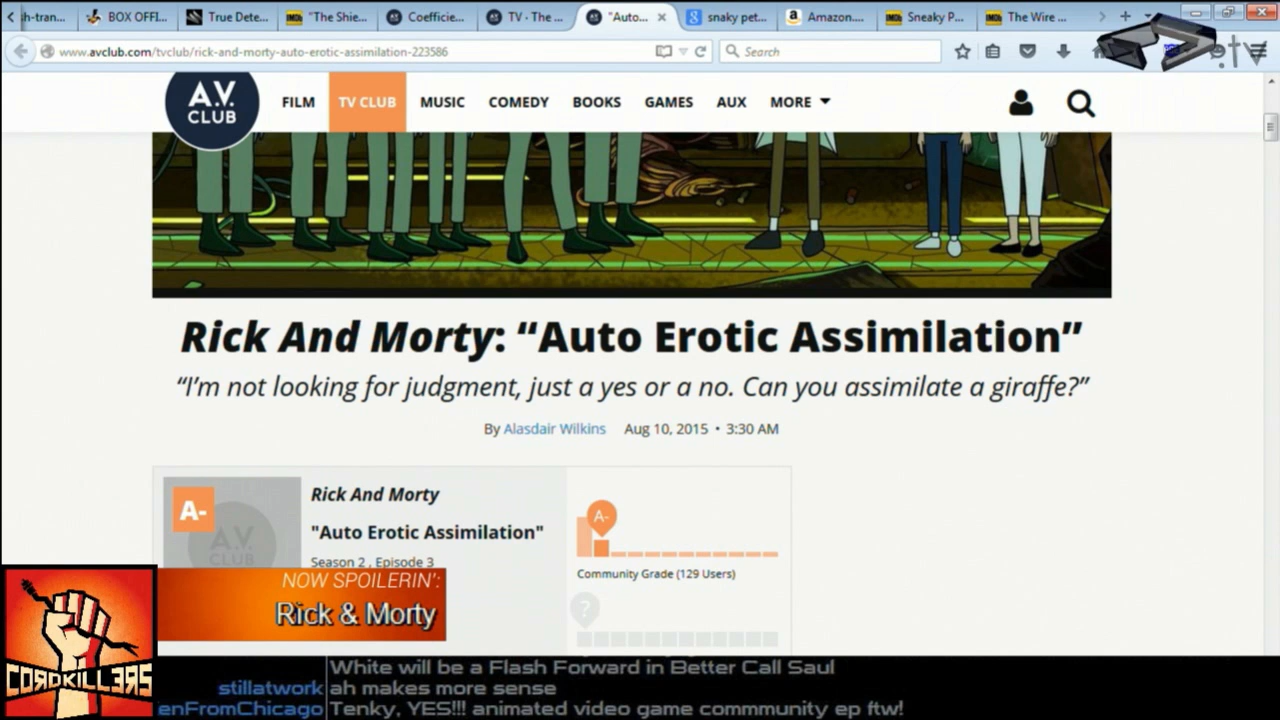 sh-tran...
BOX OFFI...
True Dete...
"The Shie...
Coefficie...
TV · The ...
"Auto...
snaky pet...
Amazon....
Sneaky P...
The Wire ...
www.avclub.com/tvclub/rick-and-morty-auto-erotic-assimilation-223586
Search
.tv
A.V. CLUB
FILM
TV CLUB
MUSIC
COMEDY
BOOKS
GAMES
AUX
MORE
Rick And Morty: “Auto Erotic Assimilation”
“I’m not looking for judgment, just a yes or a no. Can you assimilate a giraffe?”
By Alasdair Wilkins Aug 10, 2015 • 3:30 AM
A-
A.V.
Rick And Morty
"Auto Erotic Assimilation"
Season 2 , Episode 3
A-
Community Grade (129 Users)
?
NOW SPOILERIN':
Rick & Morty
CORDKILLERS
White will be a Flash Forward in Better Call Saul
stillatwork ah makes more sense
enFromChicago Tenky, YES!!! animated video game commmunity ep ftw!